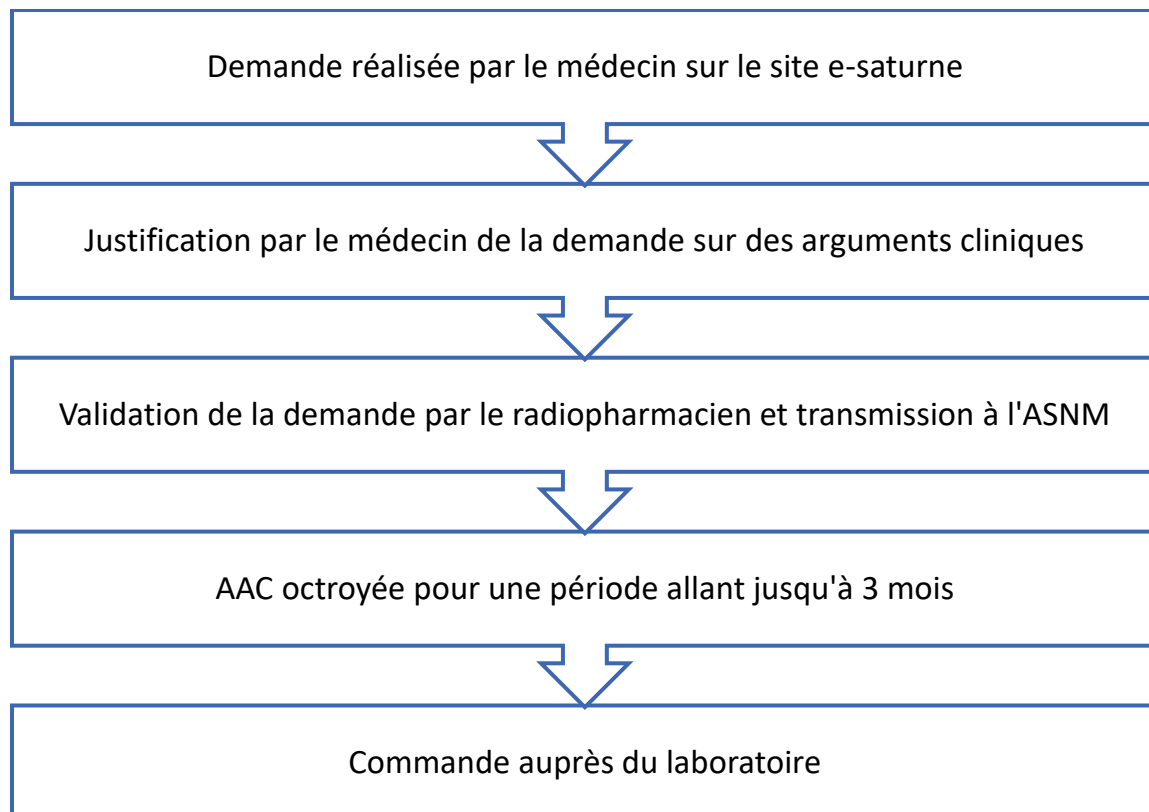 Demande réalisée par le médecin sur le site e-saturne
Justification par le médecin de la demande sur des arguments cliniques
Validation de la demande par le radiopharmacien et transmission à l'ASNM
AAC octroyée pour une période allant jusqu'à 3 mois
Commande auprès du laboratoire